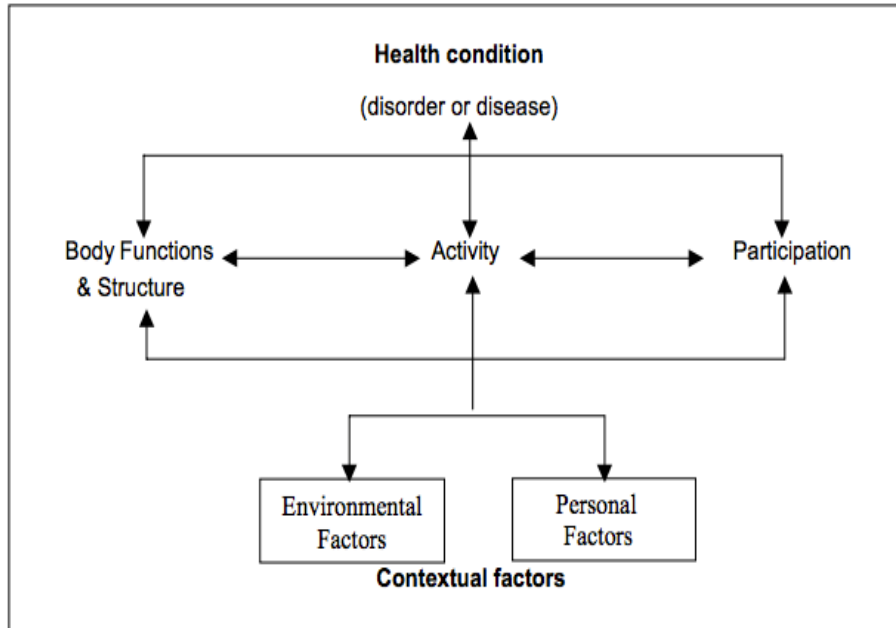 Health condition
(disorder or disease)
Body Functions
& Structure
Activity
Participation
Environmental
Factors
Personal
Factors
Contextual factors